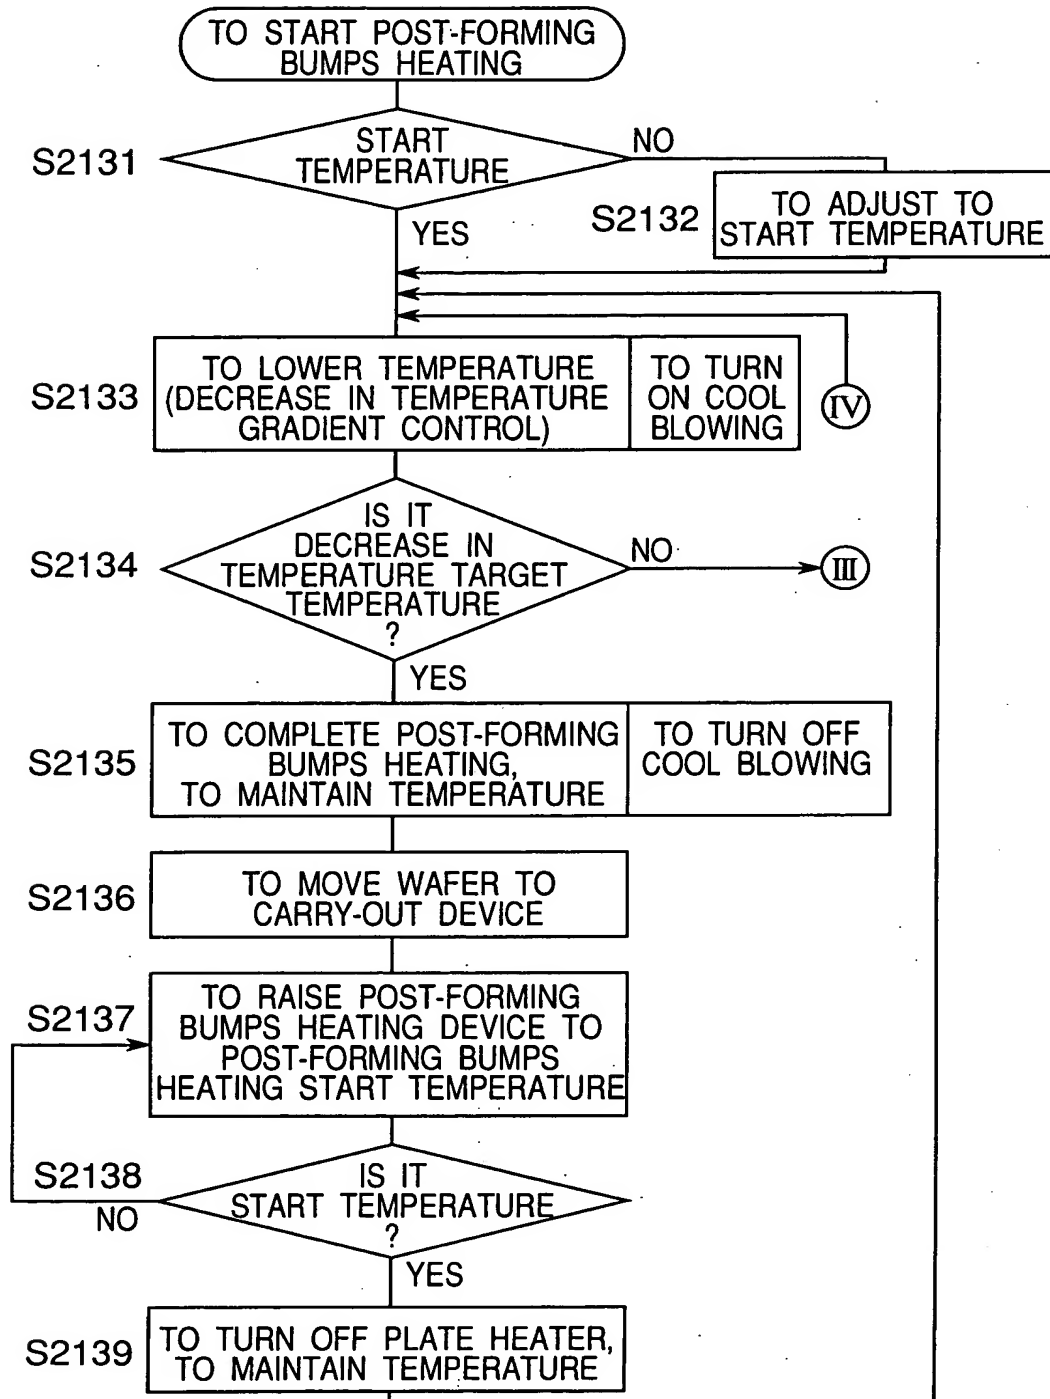 TO START POST-FORMING
BUMPS HEATING
S2131
START
TEMPERATURE
NO
YES
S2132
TO ADJUST TO
START TEMPERATURE
S2133
TO LOWER TEMPERATURE
(DECREASE IN TEMPERATURE
GRADIENT CONTROL)
TO TURN
ON COOL
BLOWING
IV
S2134
IS IT
DECREASE IN
TEMPERATURE TARGET
TEMPERATURE
?
NO
III
YES
S2135
TO COMPLETE POST-FORMING
BUMPS HEATING,
TO MAINTAIN TEMPERATURE
TO TURN OFF
COOL BLOWING
S2136
TO MOVE WAFER TO
CARRY-OUT DEVICE
S2137
TO RAISE POST-FORMING
BUMPS HEATING DEVICE TO
POST-FORMING BUMPS
HEATING START TEMPERATURE
S2138
NO
IS IT
START TEMPERATURE
?
YES
S2139
TO TURN OFF PLATE HEATER,
TO MAINTAIN TEMPERATURE